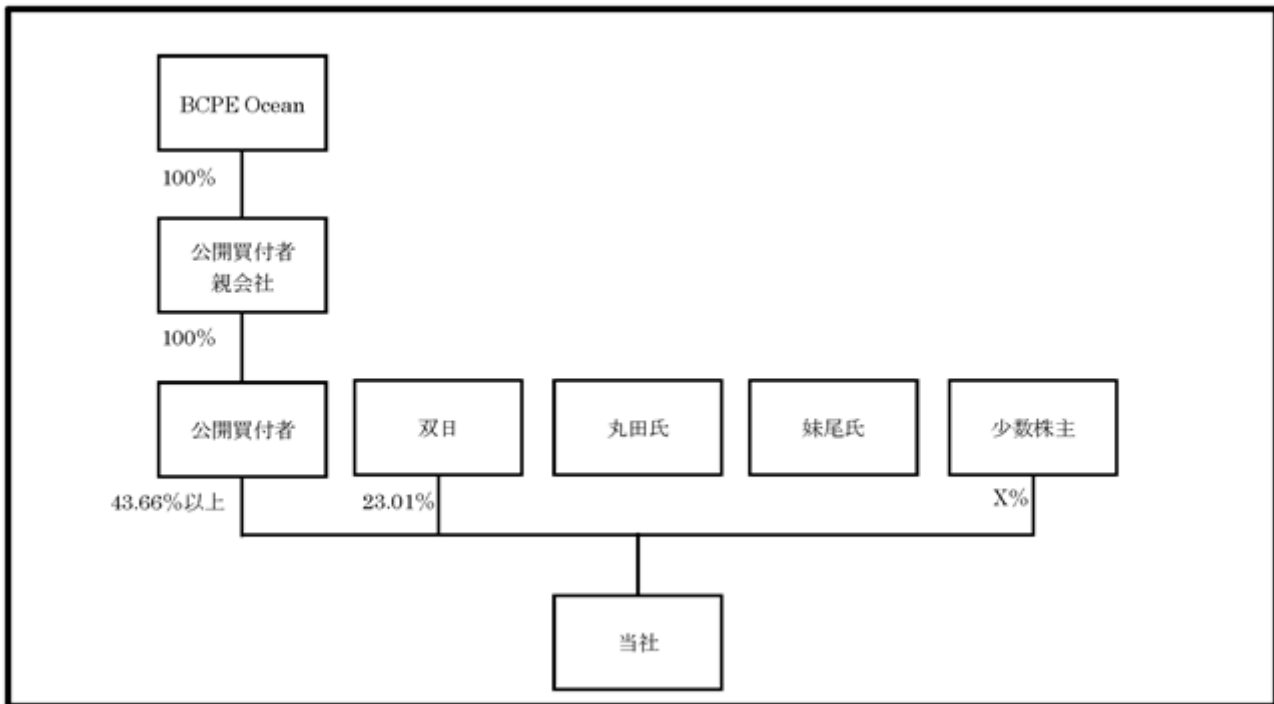 BCPE Ocean
100%
公開買付者
親会社
100%
公開買付者
双日
丸田氏
妹尾氏
少数株主
43.66%以上
23.01%
X%
当社